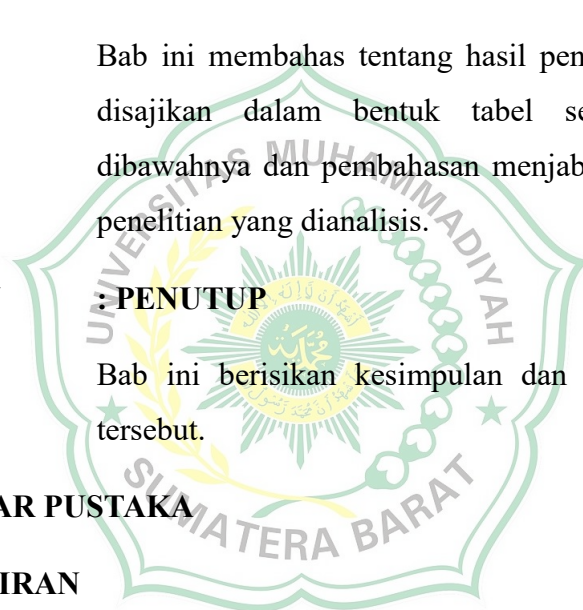 Bab ini membahas tentang hasil pen
disajikan dalam bentuk tabel se
dibawahnya dan pembahasan menjab
penelitian yang dianalisis.
: PENUTUP
Bab ini berisikan kesimpulan dan
tersebut.
AR PUSTAKA
IRAN
UNIVERSITAS MUHAMMADIYAH
SUMATERA BARAT